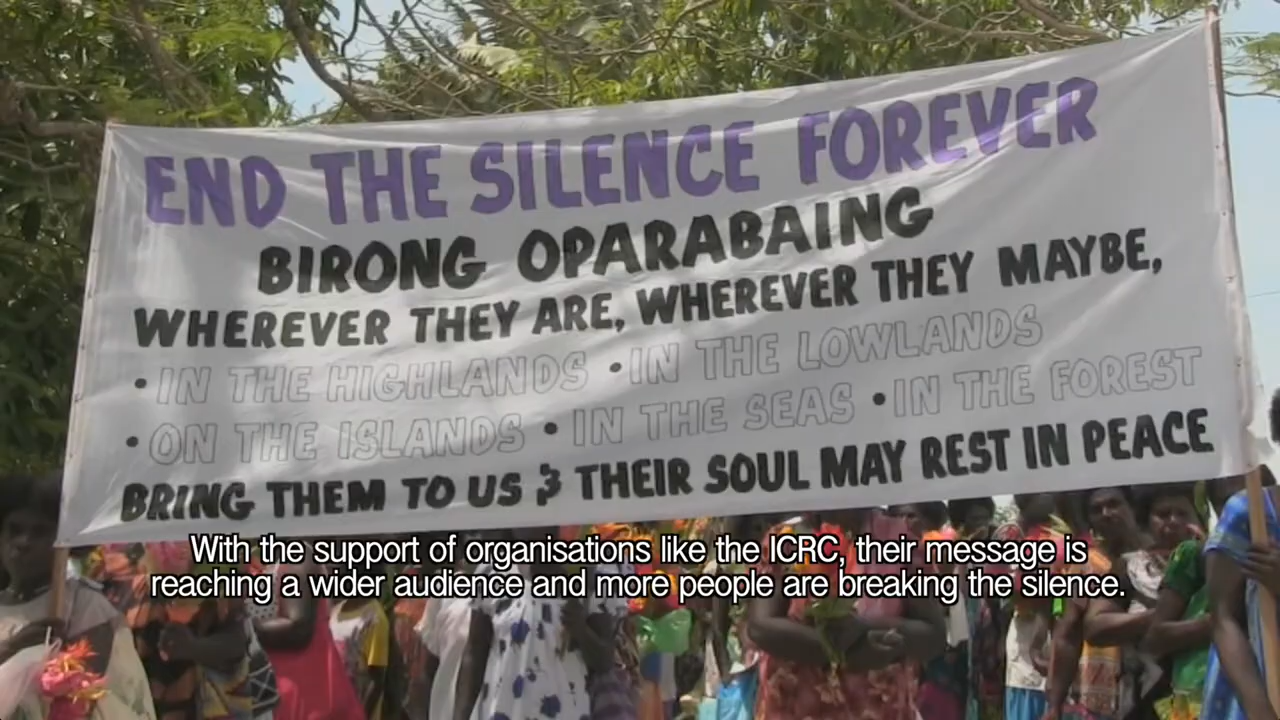 END THE SILENCE FOREVER
BIRONG OPARABAING
WHEREVER THEY ARE, WHEREVER THEY MAYBE,
• IN THE HIGHLANDS • IN THE LOWLANDS
• ON THE ISLANDS • IN THE SEAS • IN THE FOREST
BRING THEM TO US & THEIR SOUL MAY REST IN PEACE
With the support of organisations like the ICRC, their message is
reaching a wider audience and more people are breaking the silence.